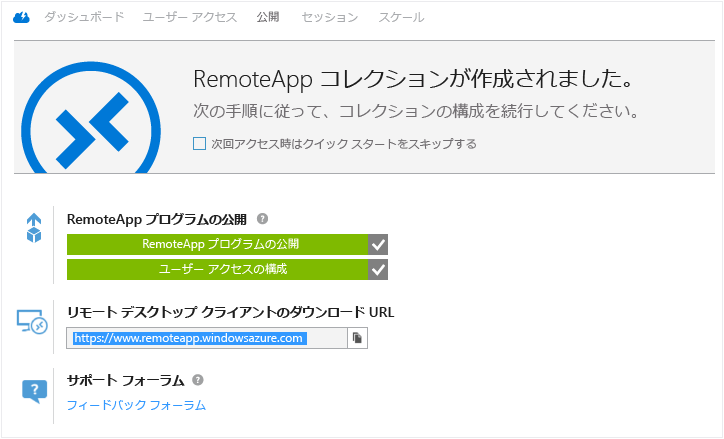 ダッシュボード ユーザー アクセス 公開 セッション スケール
RemoteApp コレクションが作成されました。
次の手順に従って、コレクションの構成を続行してください。
次回アクセス時はクイック スタートをスキップする
RemoteApp プログラムの公開 ?
RemoteApp プログラムの公開
ユーザー アクセスの構成
リモート デスクトップ クライアントのダウンロード URL
https://www.remoteapp.windowsazure.com
サポート フォーラム ?
フィードバック フォーラム